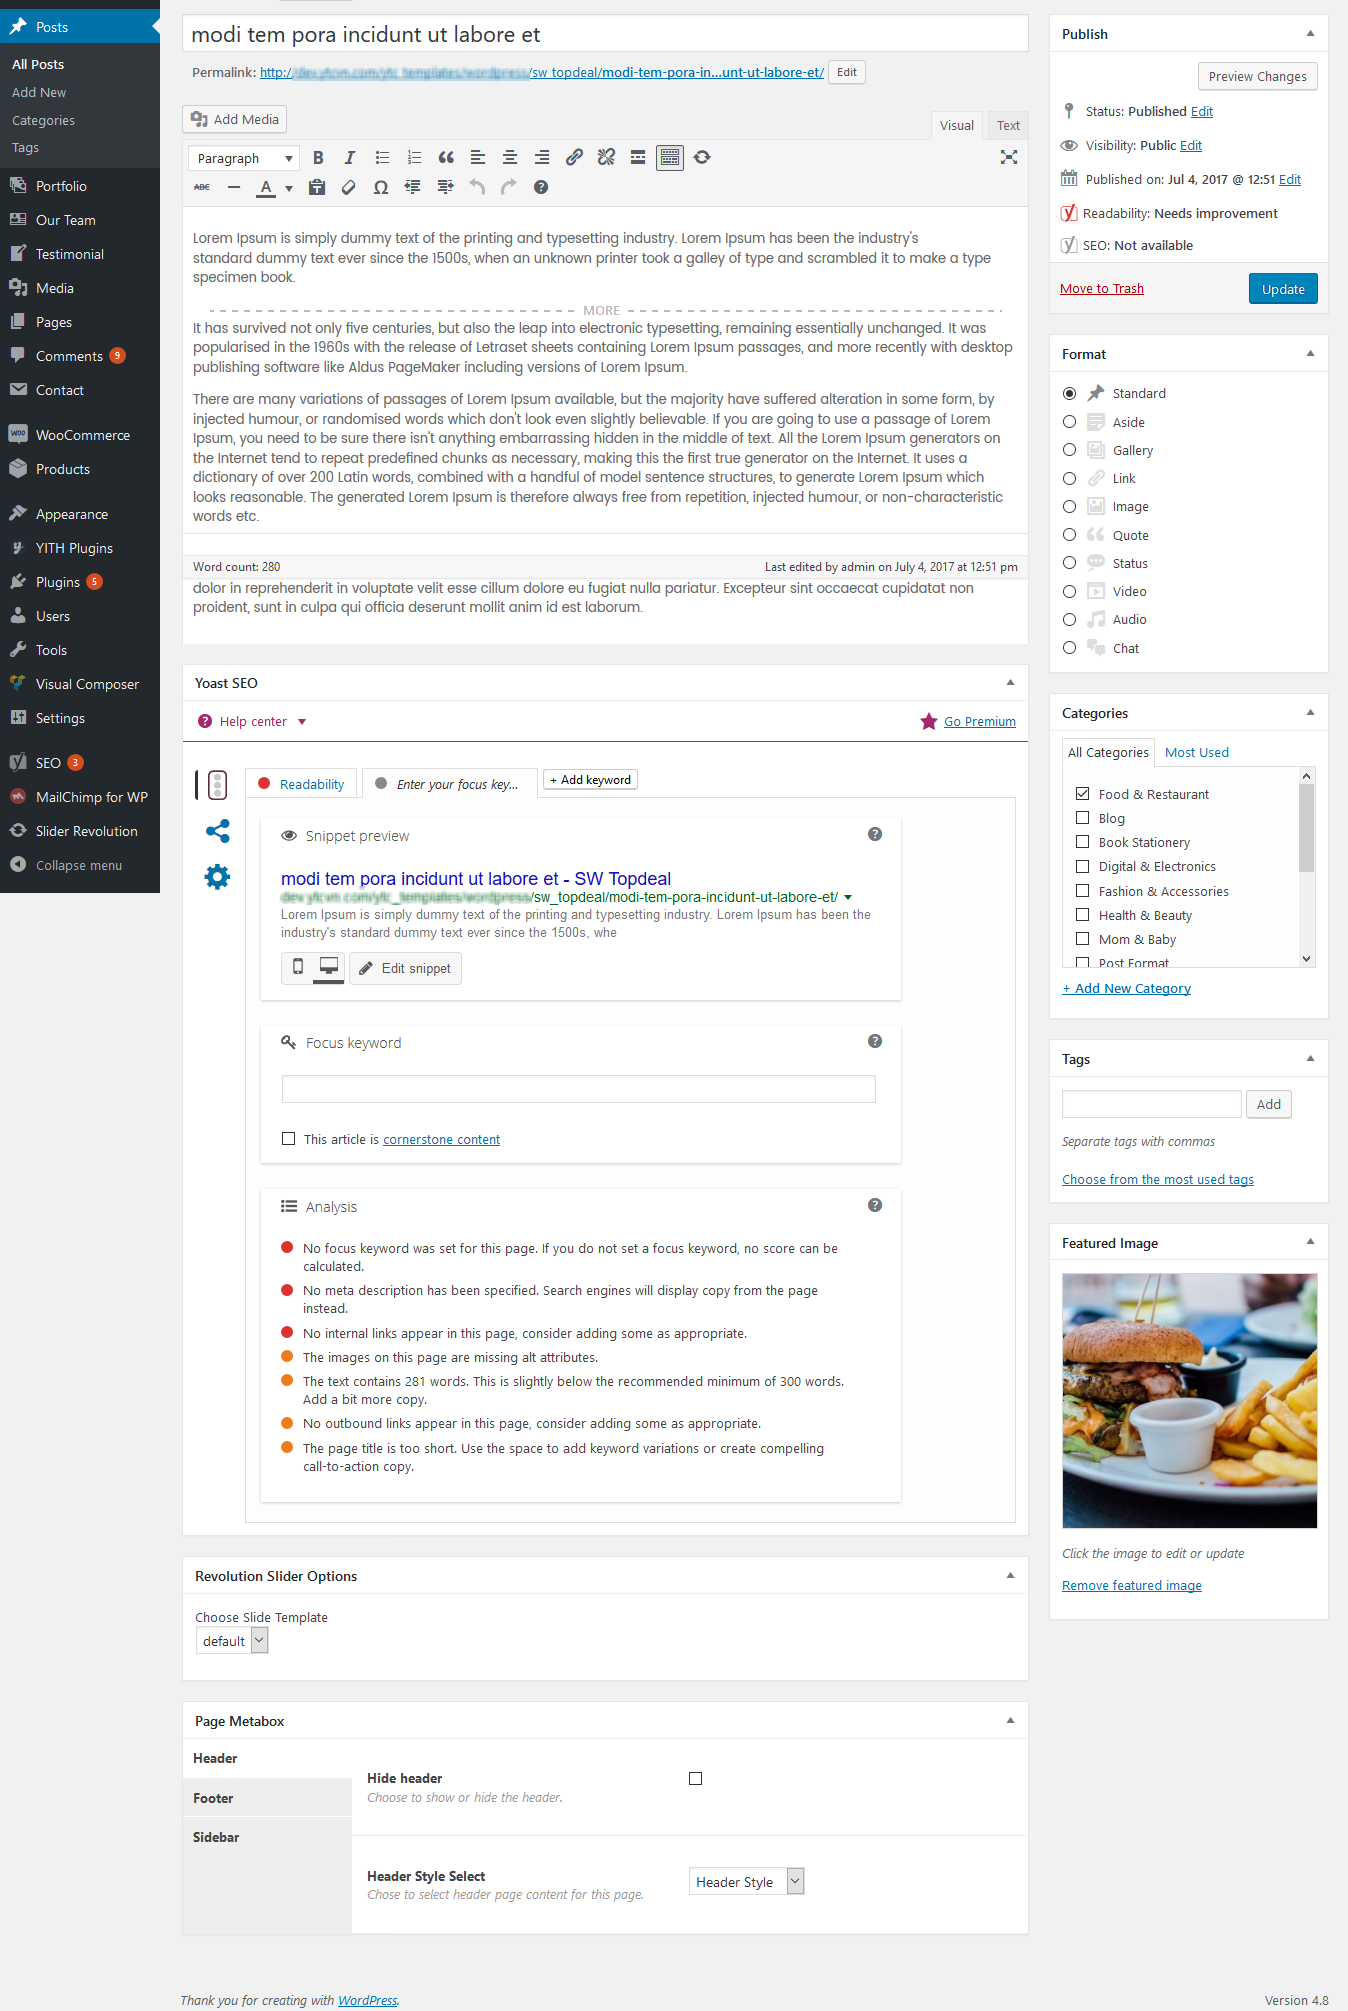 Posts
All Posts
Add New
Categories
Tags
Portfolio
Our Team
Testimonial
Media
Pages
Comments 9
Contact
WooCommerce
Products
Appearance
YITH Plugins
Plugins 5
Users
Tools
Visual Composer
Settings
SEO 3
MailChimp for WP
Slider Revolution
Collapse menu
modi tem pora incidunt ut labore et
Permalink: http://dev.ytcvn.com/ytc_templates/wordpress/sw_topdeal/modi-tem-pora-in...unt-ut-labore-et/ Edit
Add Media
Visual Text
Paragraph
ABC
Lorem Ipsum is simply dummy text of the printing and typesetting industry. Lorem Ipsum has been the industry's
standard dummy text ever since the 1500s, when an unknown printer took a galley of type and scrambled it to make a type
specimen book.
MORE
It has survived not only five centuries, but also the leap into electronic typesetting, remaining essentially unchanged. It was
popularised in the 1960s with the release of Letraset sheets containing Lorem Ipsum passages, and more recently with desktop
publishing software like Aldus PageMaker including versions of Lorem Ipsum.
There are many variations of passages of Lorem Ipsum available, but the majority have suffered alteration in some form, by
injected humour, or randomised words which don't look even slightly believable. If you are going to use a passage of Lorem
Ipsum, you need to be sure there isn't anything embarrassing hidden in the middle of text. All the Lorem Ipsum generators on
the Internet tend to repeat predefined chunks as necessary, making this the first true generator on the Internet. It uses a
dictionary of over 200 Latin words, combined with a handful of model sentence structures, to generate Lorem Ipsum which
looks reasonable. The generated Lorem Ipsum is therefore always free from repetition, injected humour, or non-characteristic
words etc.
Word count: 280 Last edited by admin on July 4, 2017 at 12:51 pm
dolor in reprehenderit in voluptate velit esse cillum dolore eu fugiat nulla pariatur. Excepteur sint occaecat cupidatat non
proident, sunt in culpa qui officia deserunt mollit anim id est laborum.
Yoast SEO
Help center Go Premium
Readability Enter your focus key... + Add keyword
Snippet preview
modi tem pora incidunt ut labore et - SW Topdeal
dev.ytcvn.com/ytc_templates/wordpress/sw_topdeal/modi-tem-pora-incidunt-ut-labore-et/
Lorem Ipsum is simply dummy text of the printing and typesetting industry. Lorem Ipsum has been the
industry's standard dummy text ever since the 1500s, whe
Edit snippet
Focus keyword
This article is cornerstone content
Analysis
No focus keyword was set for this page. If you do not set a focus keyword, no score can be
calculated.
No meta description has been specified. Search engines will display copy from the page
instead.
No internal links appear in this page, consider adding some as appropriate.
The images on this page are missing alt attributes.
The text contains 281 words. This is slightly below the recommended minimum of 300 words.
Add a bit more copy.
No outbound links appear in this page, consider adding some as appropriate.
The page title is too short. Use the space to add keyword variations or create compelling
call-to-action copy.
Revolution Slider Options
Choose Slide Template
default
Page Metabox
Header
Footer
Sidebar
Hide header
Choose to show or hide the header.
Header Style Select
Chose to select header page content for this page.
Header Style
Publish
Preview Changes
Status: Published Edit
Visibility: Public Edit
Published on: Jul 4, 2017 @ 12:51 Edit
Readability: Needs improvement
SEO: Not available
Move to Trash Update
Format
Standard
Aside
Gallery
Link
Image
Quote
Status
Video
Audio
Chat
Categories
All Categories Most Used
Food & Restaurant
Blog
Book Stationery
Digital & Electronics
Fashion & Accessories
Health & Beauty
Mom & Baby
Post Format
+ Add New Category
Tags
Add
Separate tags with commas
Choose from the most used tags
Featured Image
Click the image to edit or update
Remove featured image
Thank you for creating with WordPress. Version 4.8